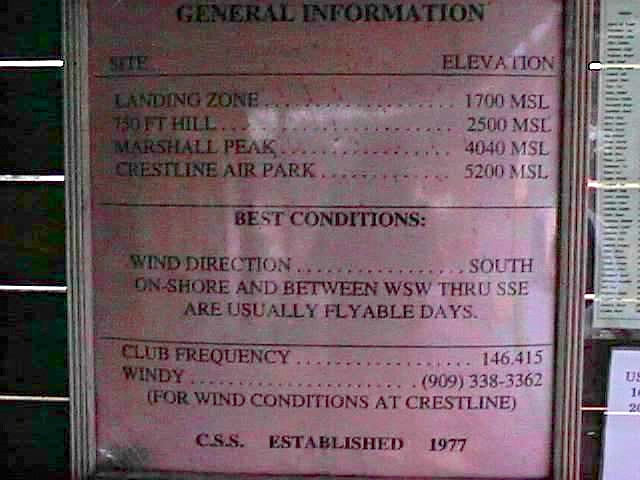 GENERAL INFORMATION
SITE ELEVATION
LANDING ZONE .................... 1700 MSL
750 FT HILL ........................ 2500 MSL
MARSHALL PEAK .................. 4040 MSL
CRESTLINE AIR PARK ............. 5200 MSL
BEST CONDITIONS:
WIND DIRECTION .................. SOUTH
ON-SHORE AND BETWEEN WSW THRU SSE
ARE USUALLY FLYABLE DAYS.
CLUB FREQUENCY ................... 146.415
WINDY ........................ (909) 338-3362
(FOR WIND CONDITIONS AT CRESTLINE)
C.S.S. ESTABLISHED 1977